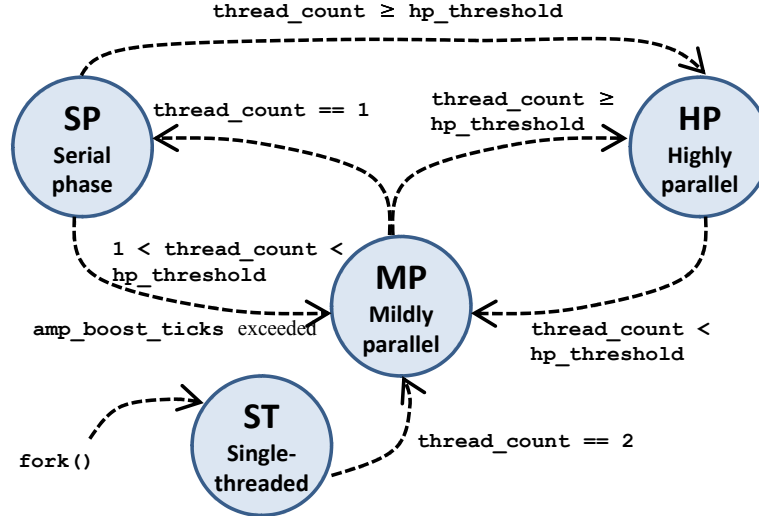 thread_count ≥ hp_threshold
SP
Serial
phase
thread_count == 1
thread_count ≥
hp_threshold
HP
Highly
parallel
1 < thread_count <
hp_threshold
amp_boost_ticks exceeded
MP
Mildly
parallel
thread_count <
hp_threshold
ST
Single-
threaded
fork()
thread_count == 2